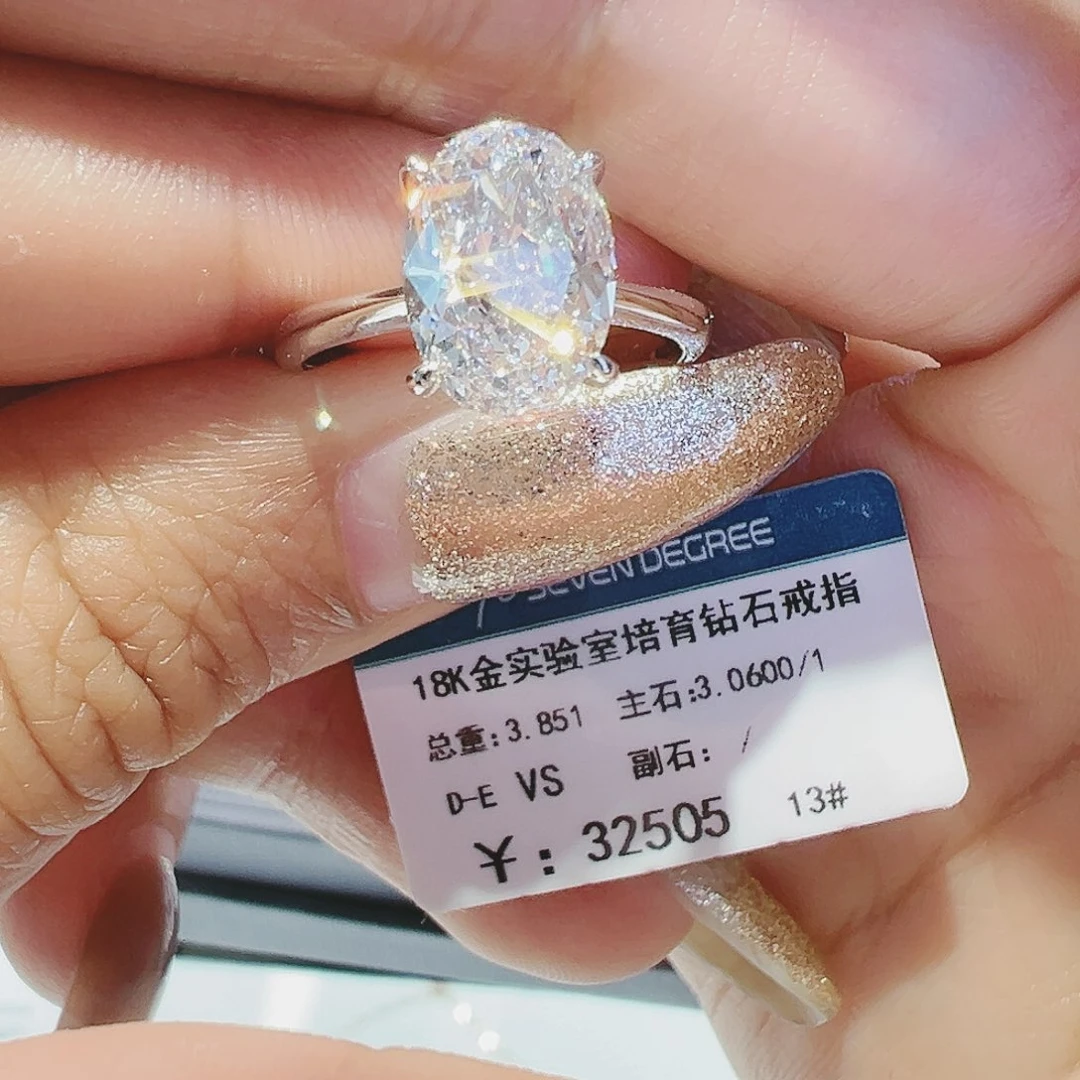 7° SEVEN DEGREE
18K金实验室培育钻石戒指
总重:3.851 主石:3.0600/1
D-E VS 副石: /
￥: 32505 13#